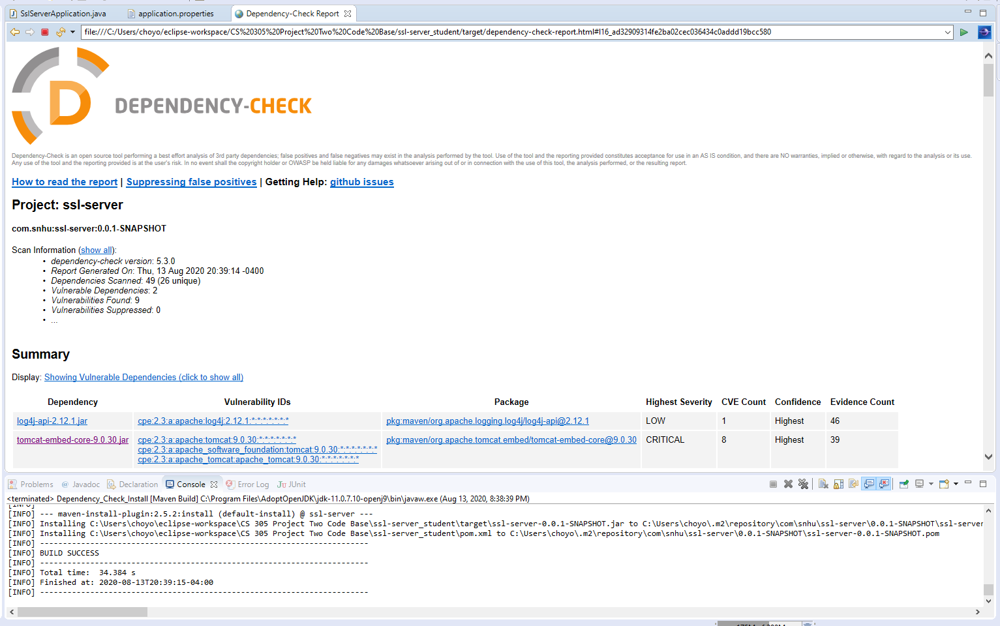 SslServerApplication.java
application.properties
Dependency-Check Report
file:///C:/Users/choyo/eclipse-workspace/CS%20305%20Project%20Two%20Code%20Base/ssl-server_student/target/dependency-check-report.html#l16_ad32909314fe2ba02cec036434c0addd19bcc580
D
DEPENDENCY-CHECK
Dependency-Check is an open source tool performing a best effort analysis of 3rd party dependencies; false positives and false negatives may exist in the analysis performed by the tool. Use of the tool and the reporting provided constitutes acceptance for use in an AS IS condition, and there are NO warranties, implied or otherwise, with regard to the analysis or its use.
Any use of the tool and the reporting provided is at the user's risk. In no event shall the copyright holder or OWASP be held liable for any damages whatsoever arising out of or in connection with the use of this tool, the analysis performed, or the resulting report.
How to read the report | Suppressing false positives | Getting Help: github issues
Project: ssl-server
com.snhu:ssl-server:0.0.1-SNAPSHOT
Scan Information (show all):
• dependency-check version: 5.3.0
• Report Generated On: Thu, 13 Aug 2020 20:39:14 -0400
• Dependencies Scanned: 49 (26 unique)
• Vulnerable Dependencies: 2
• Vulnerabilities Found: 9
• Vulnerabilities Suppressed: 0
• ...
Summary
Display: Showing Vulnerable Dependencies (click to show all)
Dependency Vulnerability IDs Package Highest Severity CVE Count Confidence Evidence Count
log4j-api-2.12.1.jar cpe:2.3:a:apache:log4j:2.12.1:*:*:*:*:*:*:* pkg:maven/org.apache.logging.log4j/log4j-api@2.12.1 LOW 1 Highest 46
tomcat-embed-core-9.0.30.jar cpe:2.3:a:apache:tomcat:9.0.30:*:*:*:*:*:*:* pkg:maven/org.apache.tomcat.embed/tomcat-embed-core@9.0.30 CRITICAL 8 Highest 39
cpe:2.3:a:apache_software_foundation:tomcat:9.0.30:*:*:*:*:*:*:*
cpe:2.3:a:apache_tomcat:apache_tomcat:9.0.30:*:*:*:*:*:*:*
Problems @ Javadoc Declaration Console Error Log JUnit
<terminated> Dependency_Check_Install [Maven Build] C:\Program Files\AdoptOpenJDK\jdk-11.0.7.10-openj9\bin\javaw.exe (Aug 13, 2020, 8:38:39 PM)
[INFO]
[INFO] --- maven-install-plugin:2.5.2:install (default-install) @ ssl-server ---
[INFO] Installing C:\Users\choyo\eclipse-workspace\CS 305 Project Two Code Base\ssl-server_student\target\ssl-server-0.0.1-SNAPSHOT.jar to C:\Users\choyo\.m2\repository\com\snhu\ssl-server\0.0.1-SNAPSHOT\ssl-server
[INFO] Installing C:\Users\choyo\eclipse-workspace\CS 305 Project Two Code Base\ssl-server_student\pom.xml to C:\Users\choyo\.m2\repository\com\snhu\ssl-server\0.0.1-SNAPSHOT\ssl-server-0.0.1-SNAPSHOT.pom
[INFO] ------------------------------------------------------------------------
[INFO] BUILD SUCCESS
[INFO] ------------------------------------------------------------------------
[INFO] Total time:  34.384 s
[INFO] Finished at: 2020-08-13T20:39:15-04:00
[INFO] ------------------------------------------------------------------------